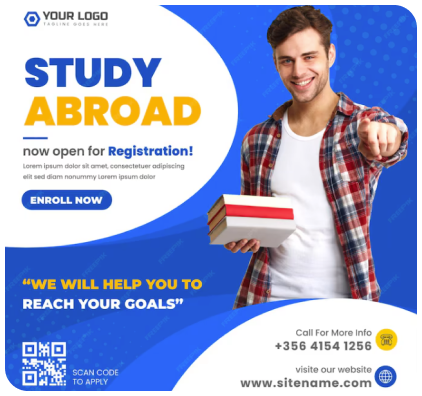 YOUR LOGO
TAGLINE GOES HERE
STUDY
ABROAD
now open for Registration!
Lorem ipsum dolor sit amet, consectetuer adipiscing
elit sed diam nonummy Lorem ipsum dolor
ENROLL NOW
“WE WILL HELP YOU TO
REACH YOUR GOALS”
SCAN CODE
TO APPLY
Call For More Info
+356 4154 1256
visite our website
www.sitename.com